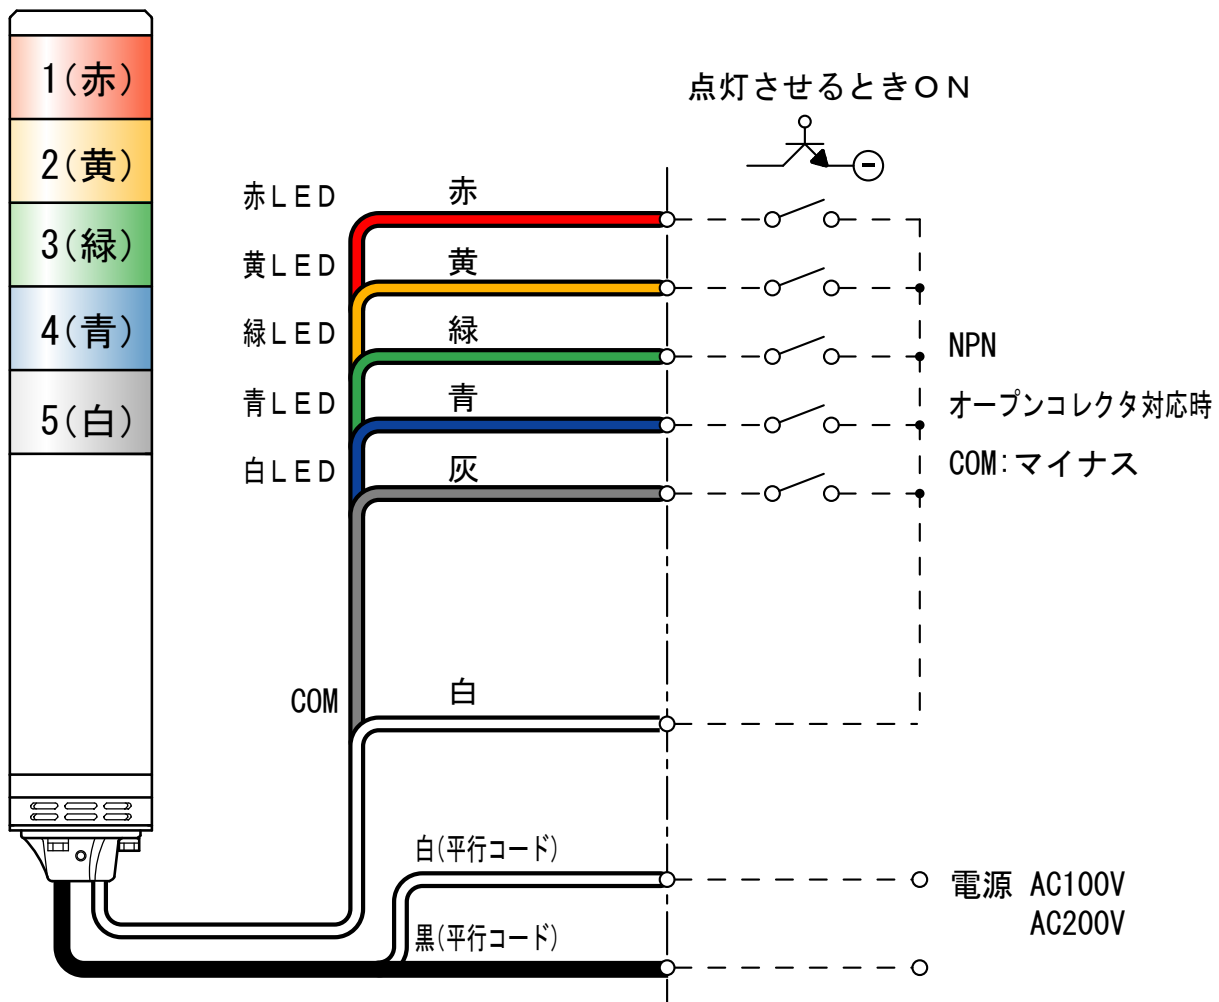 1(赤)
2(黄)
3(緑)
4(青)
5(白)
点灯させるときON
赤LED
赤
黄LED
黄
緑LED
緑
青LED
青
白LED
灰
NPN
オープンコレクタ対応時
COM:マイナス
COM
白
白(平行コード)
黒(平行コード)
電源 AC100V
AC200V